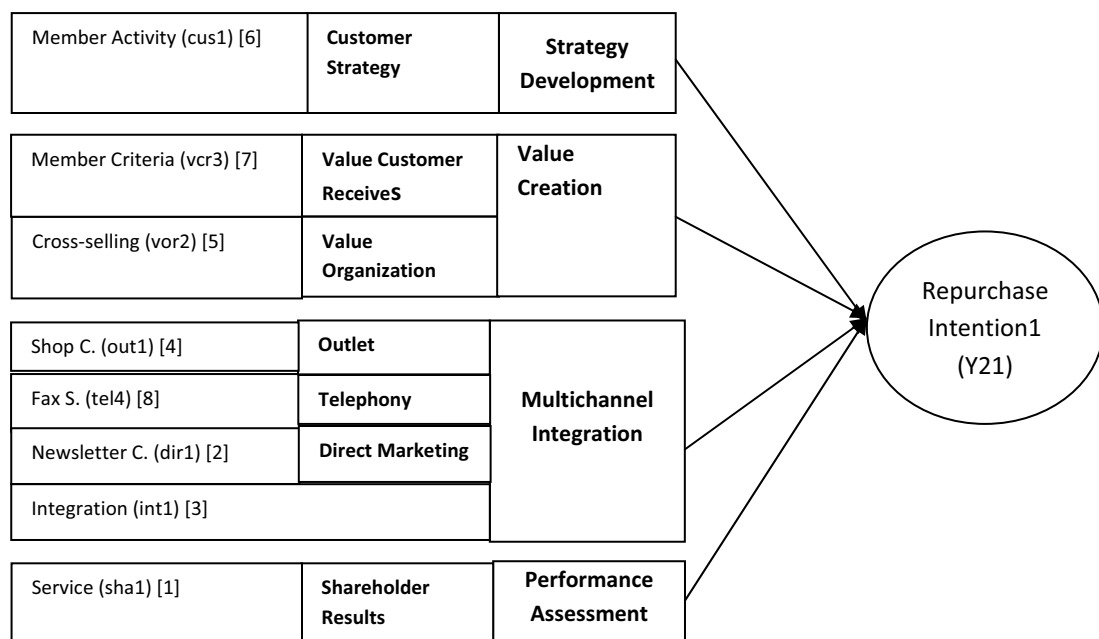 Member Activity (cus1) [6]
Customer
Strategy
Strategy
Development
Member Criteria (vcr3) [7]
Value Customer
ReceiveS
Value
Creation
Cross-selling (vor2) [5]
Value
Organization
Shop C. (out1) [4]
Outlet
Fax S. (tel4) [8]
Telephony
Newsletter C. (dir1) [2]
Direct Marketing
Integration (int1) [3]
Multichannel
Integration
Service (sha1) [1]
Shareholder
Results
Performance
Assessment
Repurchase
Intention1
(Y21)